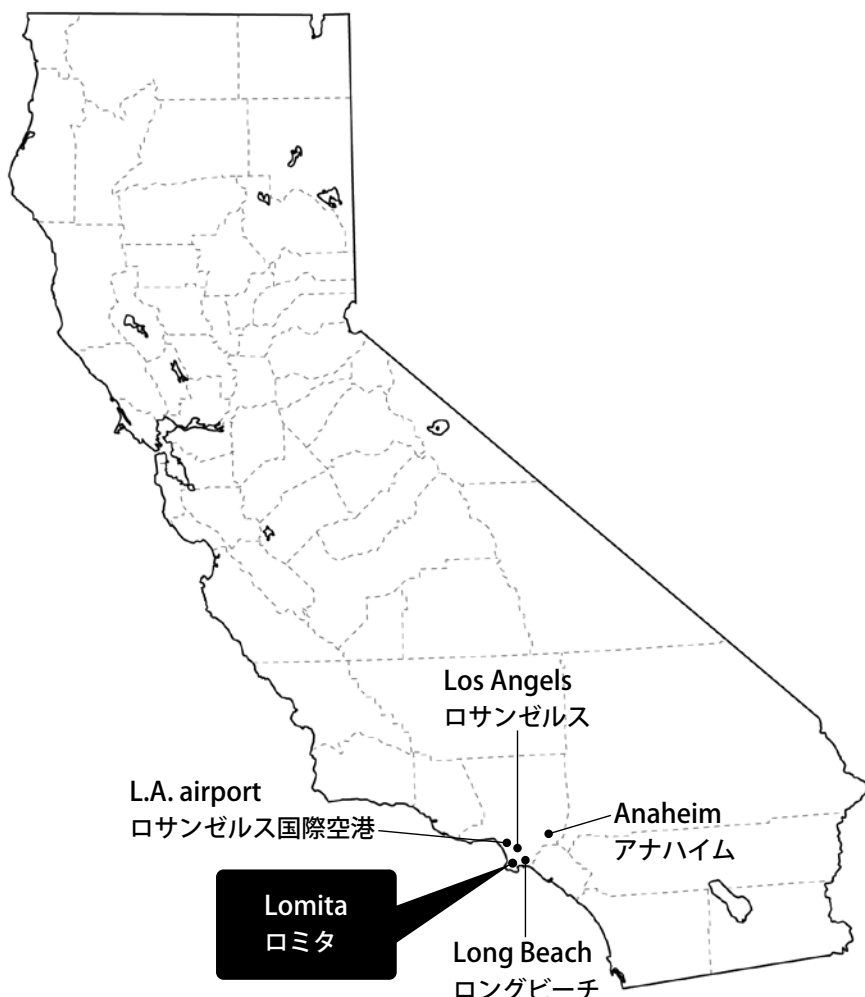 Los Angels
ロサンゼルス
L.A. airport
ロサンゼルス国際空港
Anaheim
アナハイム
Lomita
ロミタ
Long Beach
ロングビーチ